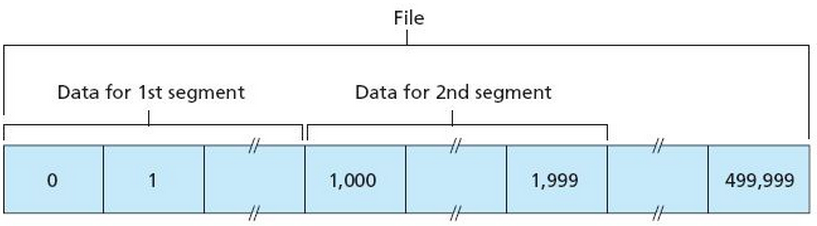 File
Data for 1st segment Data for 2nd segment
0 1 1,000 1,999 499,999